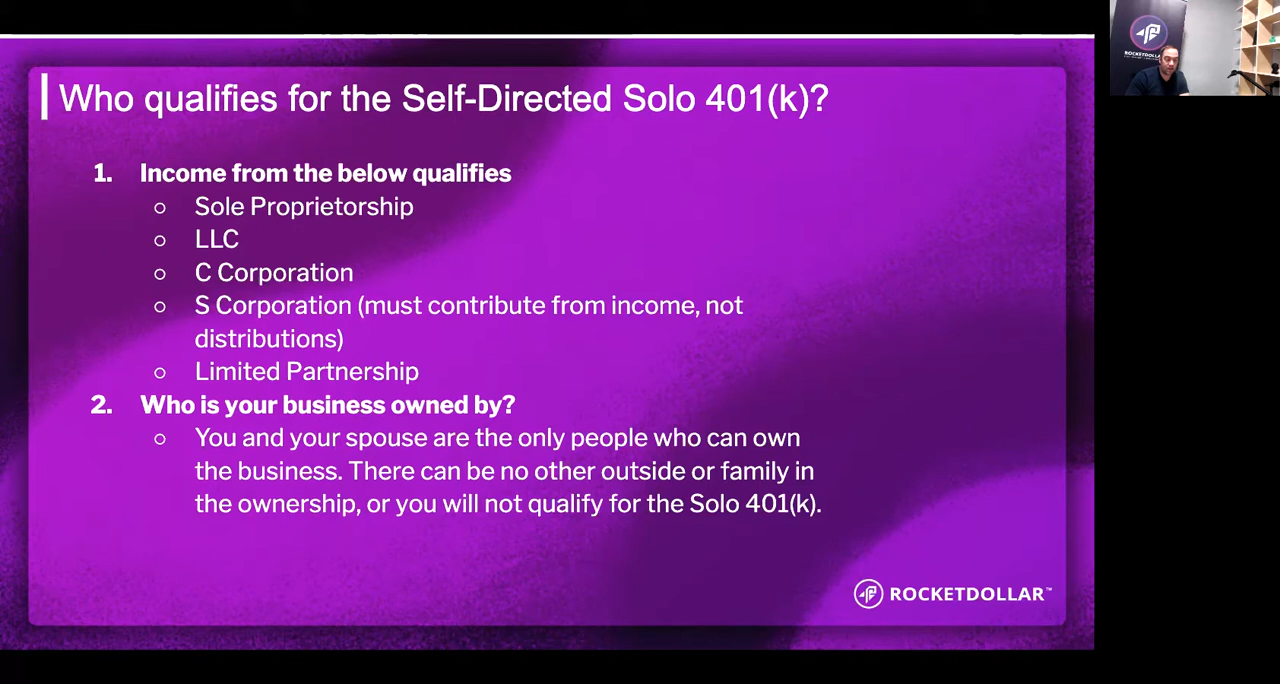 Who qualifies for the Self-Directed Solo 401(k)?
1. Income from the below qualifies
○ Sole Proprietorship
○ LLC
○ C Corporation
○ S Corporation (must contribute from income, not
distributions)
○ Limited Partnership
2. Who is your business owned by?
○ You and your spouse are the only people who can own
the business. There can be no other outside or family in
the ownership, or you will not qualify for the Solo 401(k).
ROCKETDOLLAR™
ROCKETDOLLA